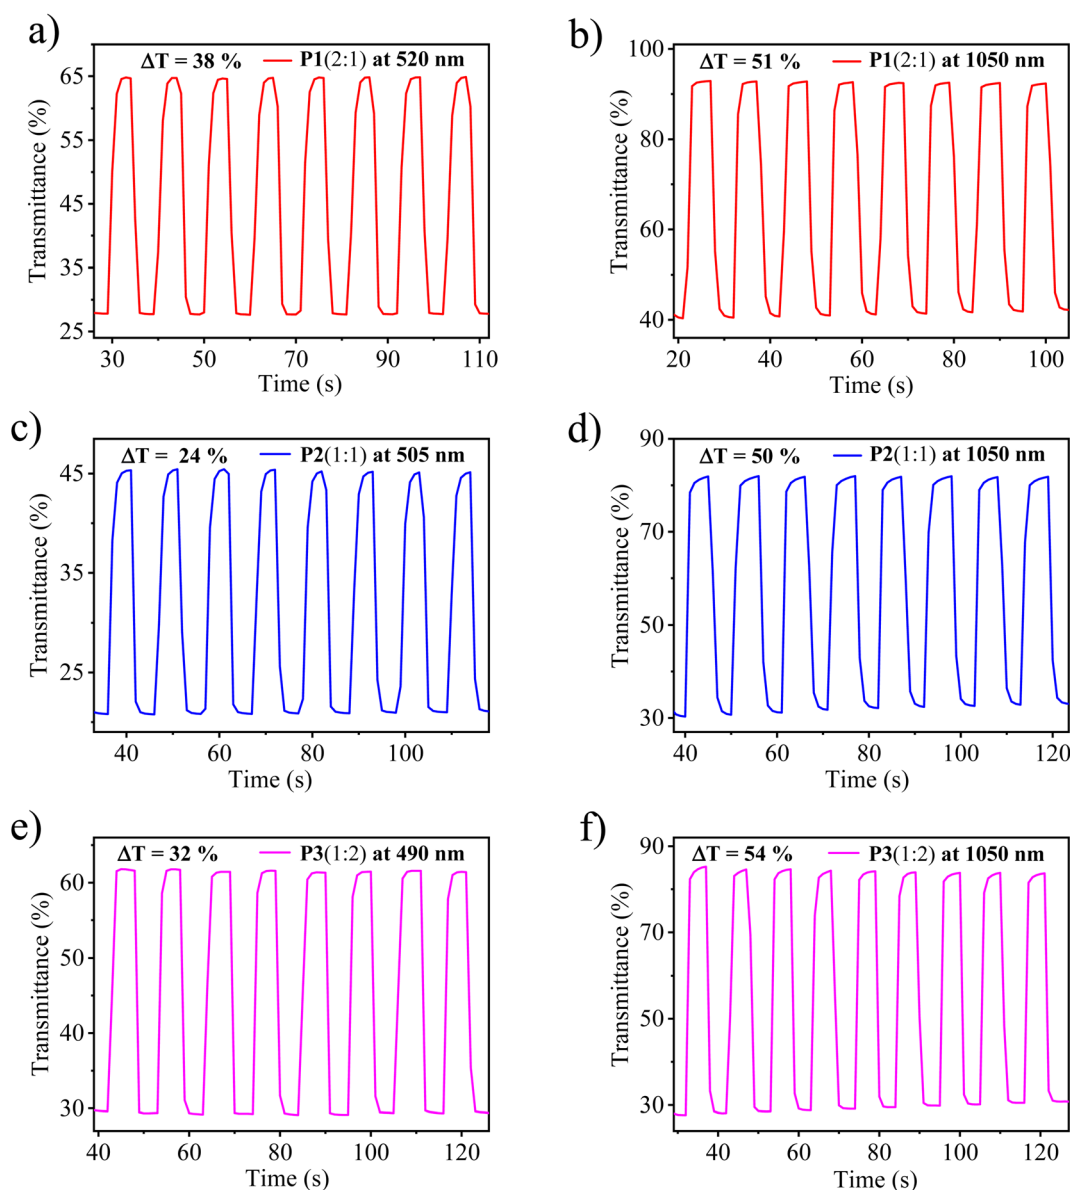 a)
ΔT = 38 % P1(2:1) at 520 nm
65
55
45
35
25
Transmittance (%)
30 50 70 90 110
Time (s)
b)
ΔT = 51 % P1(2:1) at 1050 nm
100
80
60
40
Transmittance (%)
20 40 60 80 100
Time (s)
c)
ΔT = 24 % P2(1:1) at 505 nm
45
35
25
Transmittance (%)
40 60 80 100
Time (s)
d)
ΔT = 50 % P2(1:1) at 1050 nm
90
70
50
30
Transmittance (%)
40 60 80 100 120
Time (s)
e)
ΔT = 32 % P3(1:2) at 490 nm
60
50
40
30
Transmittance (%)
40 60 80 100 120
Time (s)
f)
ΔT = 54 % P3(1:2) at 1050 nm
90
70
50
30
Transmittance (%)
40 60 80 100 120
Time (s)